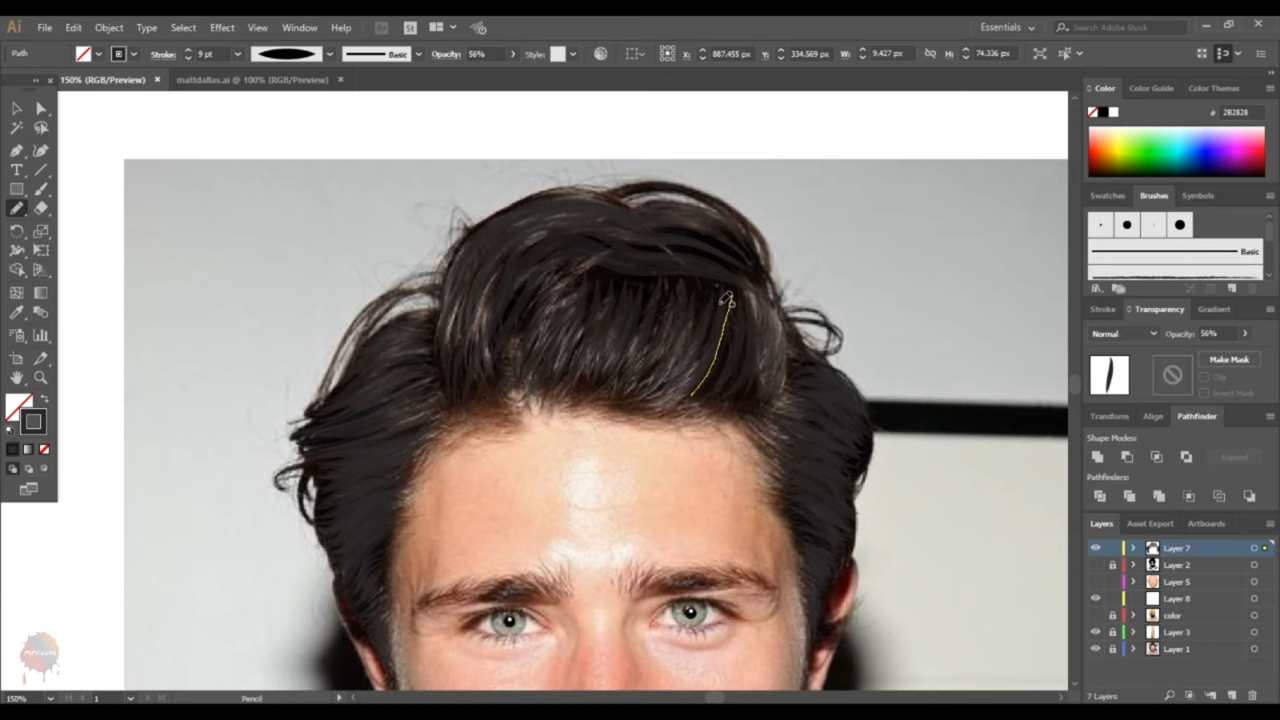 Ai File Edit Object Type Select Effect View Window Help Br St Essentials Search Adobe Stock
Path Stroke: 9 pt Basic Opacity: 56% Style: X: 887.455 px Y: 334.569 px W: 9.427 px H: 74.336 px
150% (RGB/Preview) × mattdallas.ai @ 100% (RGB/Preview) ×
Color Color Guide Color Themes
# 2B2828
Swatches Brushes Symbols
Basic
Stroke Transparency Gradient
Normal Opacity: 56%
Make Mask
Clip
Invert Mask
Transform Align Pathfinder
Shape Modes:
Expand
Pathfinders:
Layers Asset Export Artboards
Layer 7
Layer 2
Layer 5
Layer 8
color
Layer 3
Layer 1
150% 1 Pencil 7 Layers